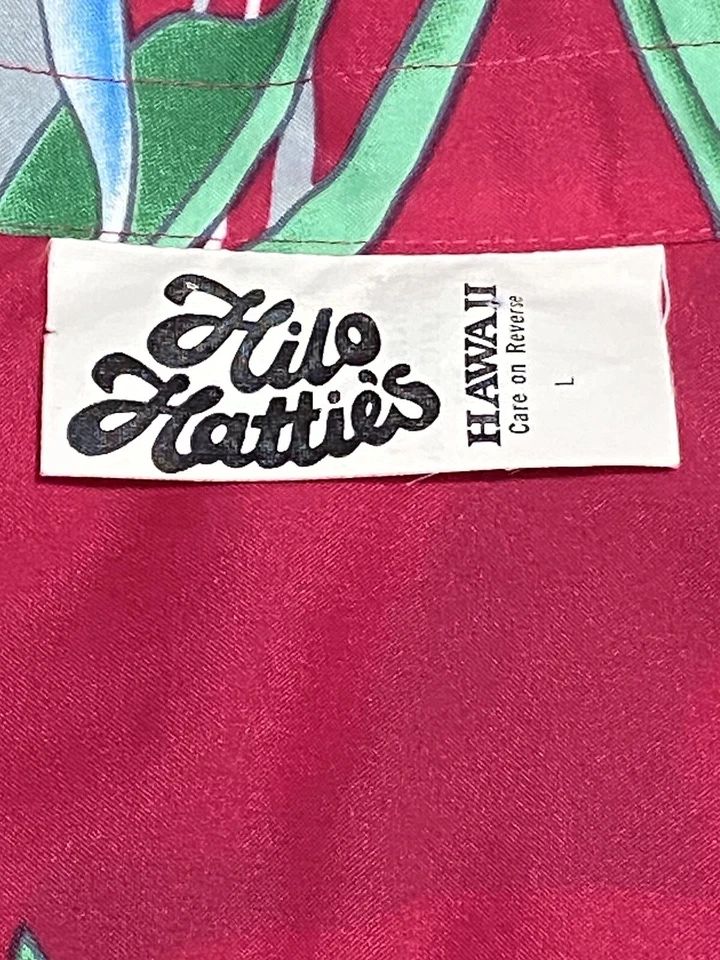 Hilo
Hattie's
HAWAII
Care on Reverse
L